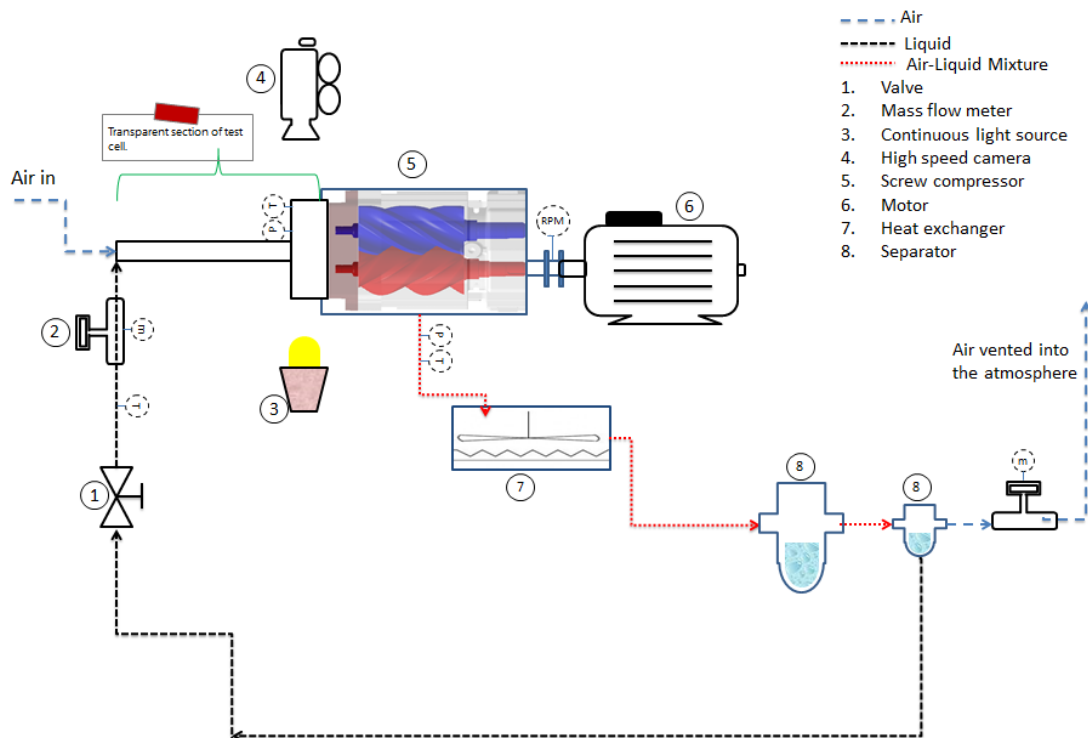 Air
Liquid
Air-Liquid Mixture
1. Valve
2. Mass flow meter
3. Continuous light source
4. High speed camera
5. Screw compressor
6. Motor
7. Heat exchanger
8. Separator
4
Transparent section of test
cell.
5
Air in
T
P
RPM
6
2
m
P
T
3
T
Air vented into
the atmosphere
1
7
8
8
m